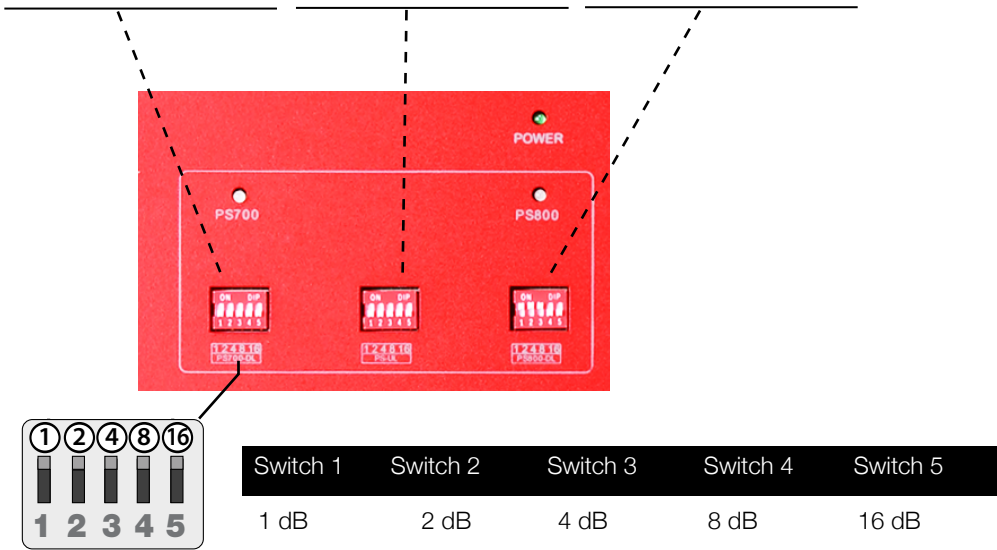 POWER
PS700 PS800
ON DIP ON DIP ON DIP
1 2 3 4 5 1 2 3 4 5 1 2 3 4 5
1 2 4 8 16 1 2 4 8 16 1 2 4 8 16
PS700-DL PS-UL PS800-DL
1 2 4 8 16
1 2 3 4 5
Switch 1 Switch 2 Switch 3 Switch 4 Switch 5
1 dB 2 dB 4 dB 8 dB 16 dB